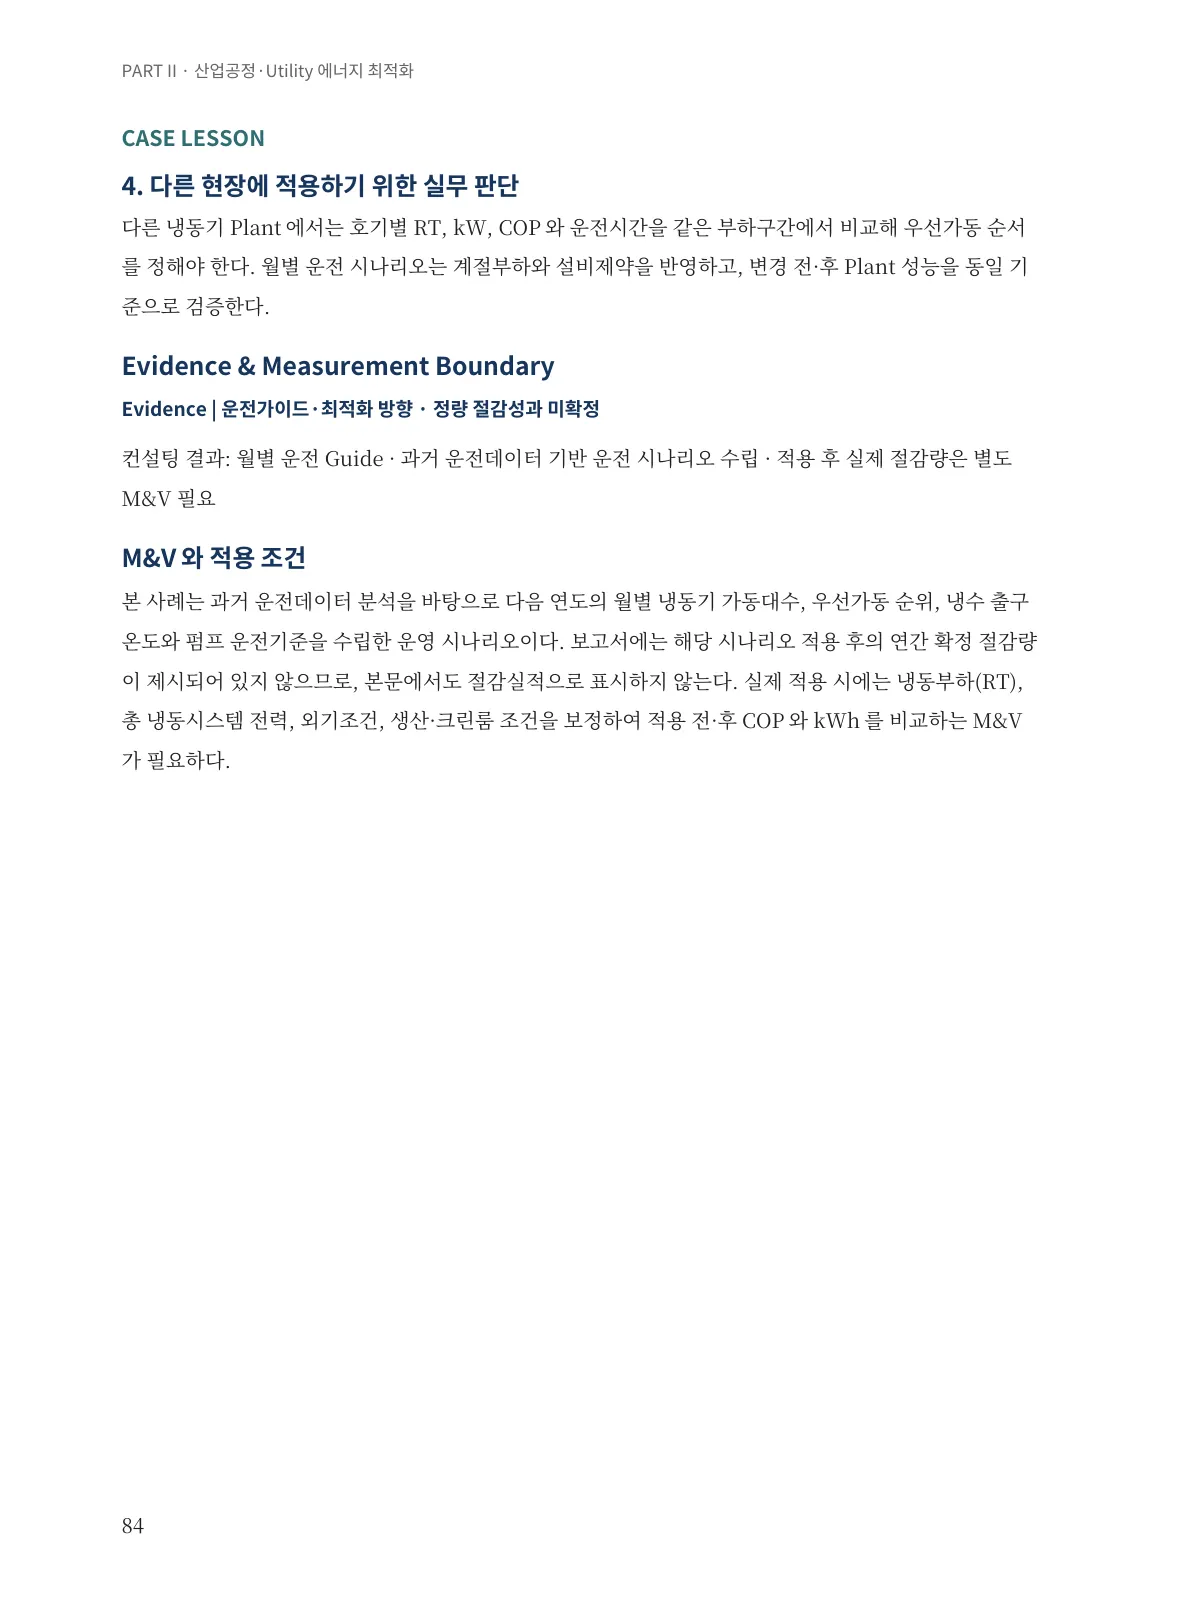 PART II · 산업공정·Utility 에너지 최적화
CASE LESSON
4. 다른 현장에 적용하기 위한 실무 판단
다른 냉동기 Plant 에서는 호기별 RT, kW, COP 와 운전시간을 같은 부하구간에서 비교해 우선가동 순서
를 정해야 한다. 월별 운전 시나리오는 계절부하와 설비제약을 반영하고, 변경 전·후 Plant 성능을 동일 기
준으로 검증한다.
Evidence & Measurement Boundary
Evidence | 운전가이드·최적화 방향 · 정량 절감성과 미확정
컨설팅 결과: 월별 운전 Guide · 과거 운전데이터 기반 운전 시나리오 수립 · 적용 후 실제 절감량은 별도
M&V 필요
M&V 와 적용 조건
본 사례는 과거 운전데이터 분석을 바탕으로 다음 연도의 월별 냉동기 가동대수, 우선가동 순위, 냉수 출구
온도와 펌프 운전기준을 수립한 운영 시나리오이다. 보고서에는 해당 시나리오 적용 후의 연간 확정 절감량
이 제시되어 있지 않으므로, 본문에서도 절감실적으로 표시하지 않는다. 실제 적용 시에는 냉동부하(RT),
총 냉동시스템 전력, 외기조건, 생산·크린룸 조건을 보정하여 적용 전·후 COP 와 kWh 를 비교하는 M&V
가 필요하다.
84